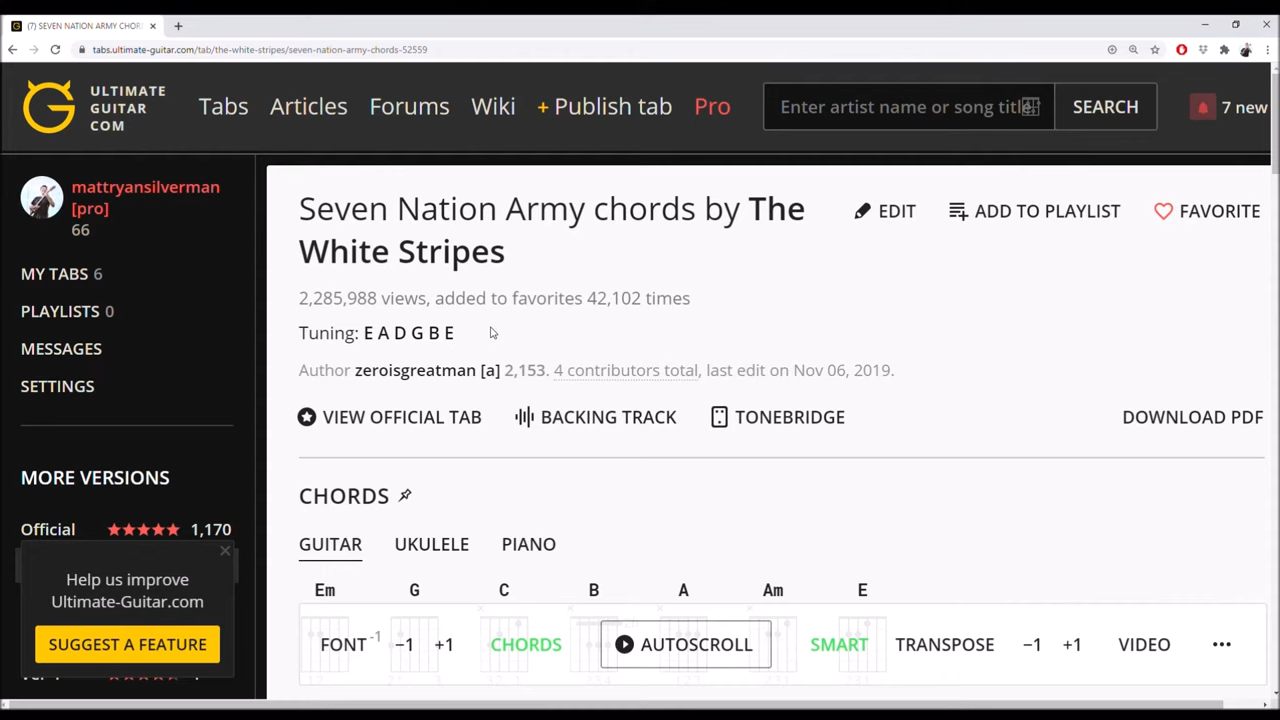 (7) SEVEN NATION ARMY CHOR
tabs.ultimate-guitar.com/tab/the-white-stripes/seven-nation-army-chords-52559
ULTIMATE
GUITAR
COM
Tabs Articles Forums Wiki + Publish tab Pro
Enter artist name or song title
SEARCH
7 new
mattryansilverman
[pro]
66
MY TABS 6
PLAYLISTS 0
MESSAGES
SETTINGS
MORE VERSIONS
Official 1,170
Help us improve
Ultimate-Guitar.com
SUGGEST A FEATURE
Seven Nation Army chords by The
White Stripes
EDIT ADD TO PLAYLIST FAVORITE
2,285,988 views, added to favorites 42,102 times
Tuning: E A D G B E
Author zeroisgreatman [a] 2,153. 4 contributors total, last edit on Nov 06, 2019.
VIEW OFFICIAL TAB BACKING TRACK TONEBRIDGE DOWNLOAD PDF
CHORDS
GUITAR UKULELE PIANO
Em G C B A Am E
FONT -1 −1 +1 CHORDS AUTOSCROLL SMART TRANSPOSE −1 +1 VIDEO